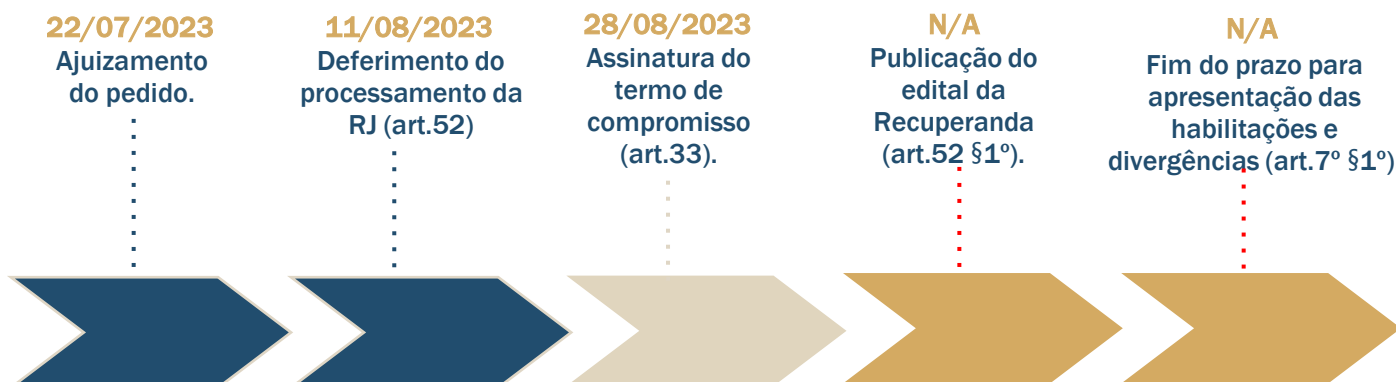 22/07/2023
Ajuizamento
do pedido.
11/08/2023
Deferimento do
processamento da
RJ (art.52)
28/08/2023
Assinatura do
termo de
compromisso
(art.33).
N/A
Publicação do
edital da
Recuperanda
(art.52 §1º).
N/A
Fim do prazo para
apresentação das
habilitações e
divergências (art.7º §1º)